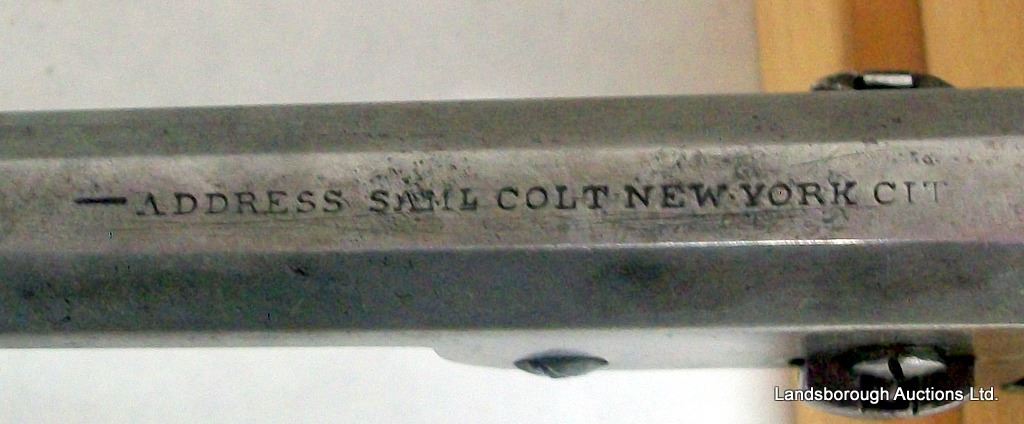 —ADDRESS SAML COLT NEW-YORK CIT
Landsborough Auctions Ltd.